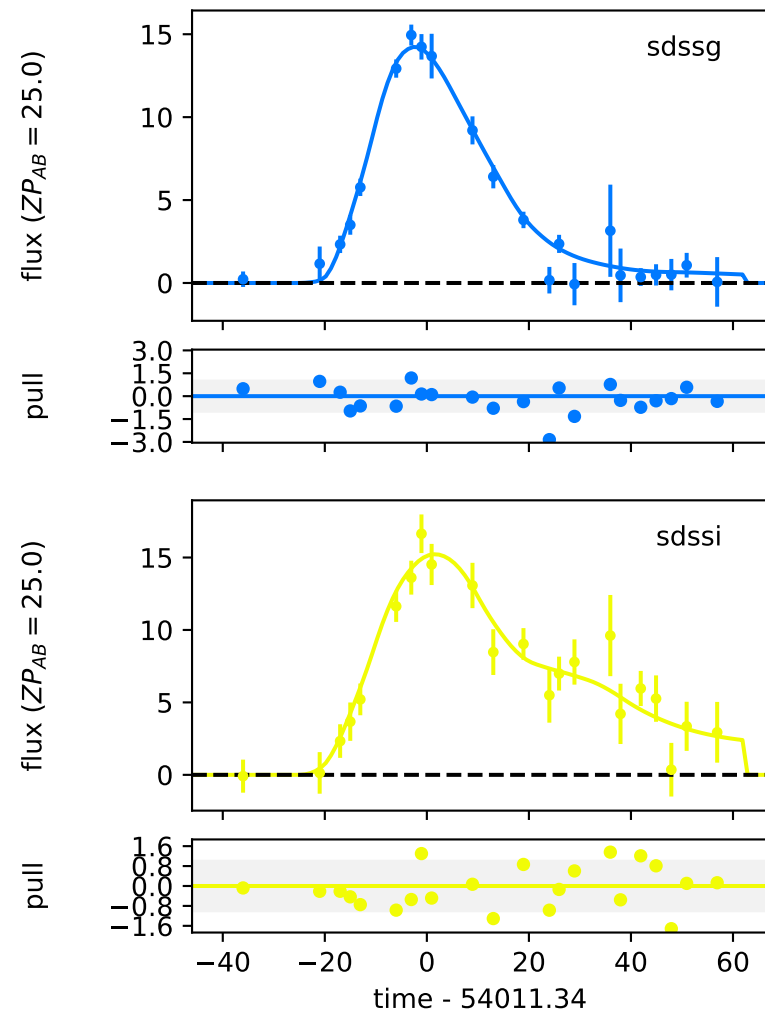 15
10
5
0
flux (ZP_AB = 25.0)
sdssg
3.0
1.5
0.0
−1.5
−3.0
pull
15
10
5
0
flux (ZP_AB = 25.0)
sdssi
1.6
0.8
0.0
−0.8
−1.6
pull
−40 −20 0 20 40 60
time - 54011.34